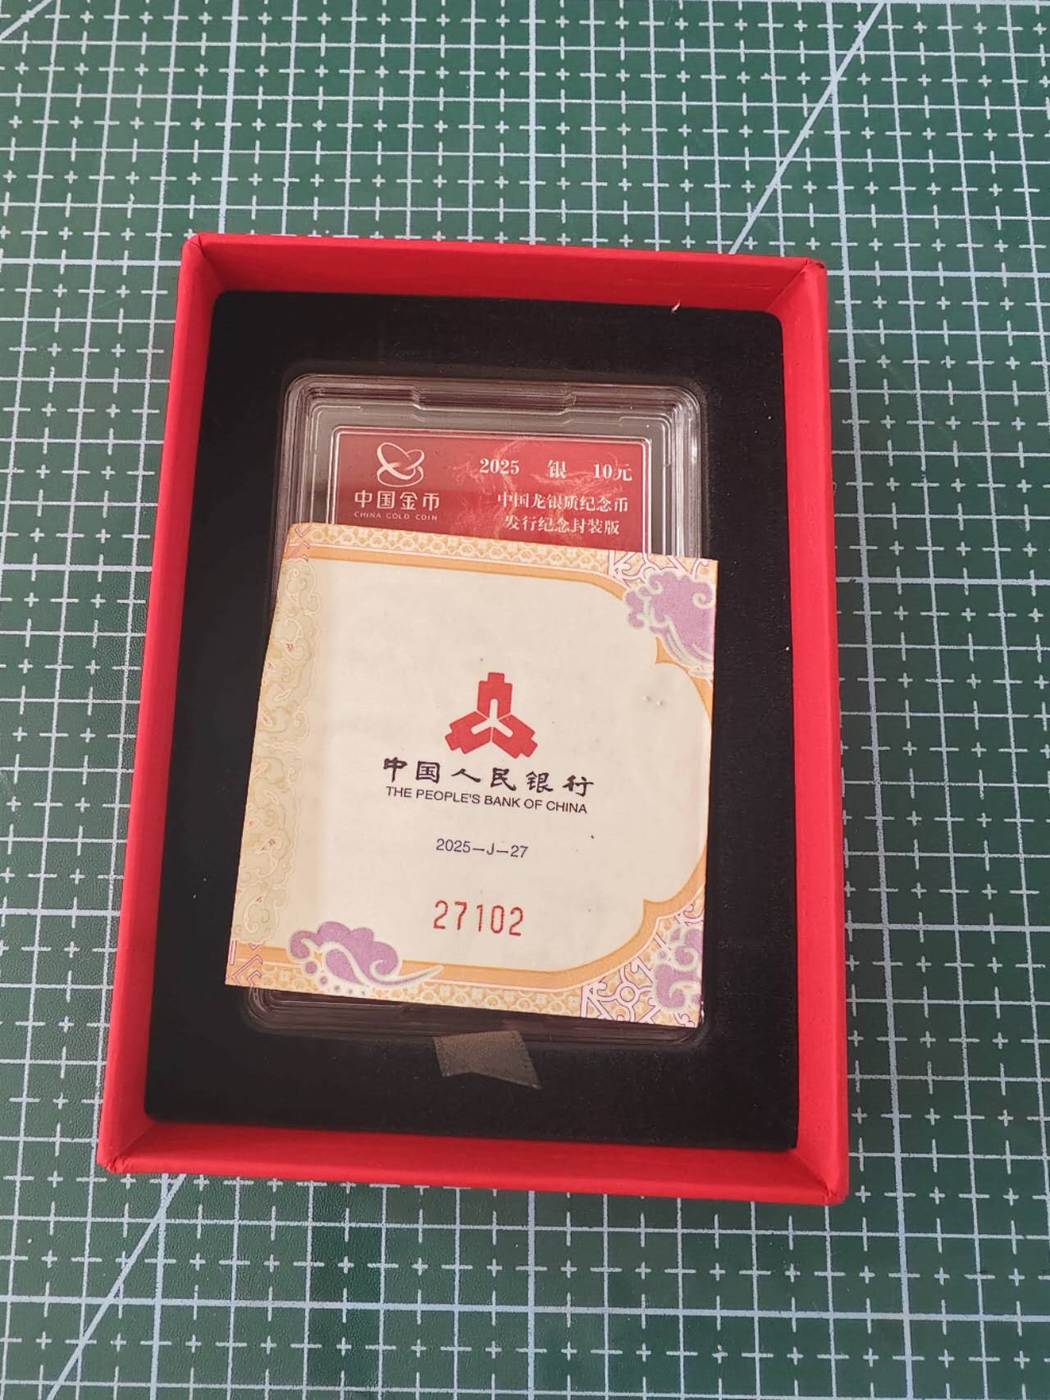 中国金币
CHINA GOLD COIN
2025 银 10元
中国龙银质纪念币
发行纪念封装版
中国人民银行
THE PEOPLE'S BANK OF CHINA
2025—J—27
27102